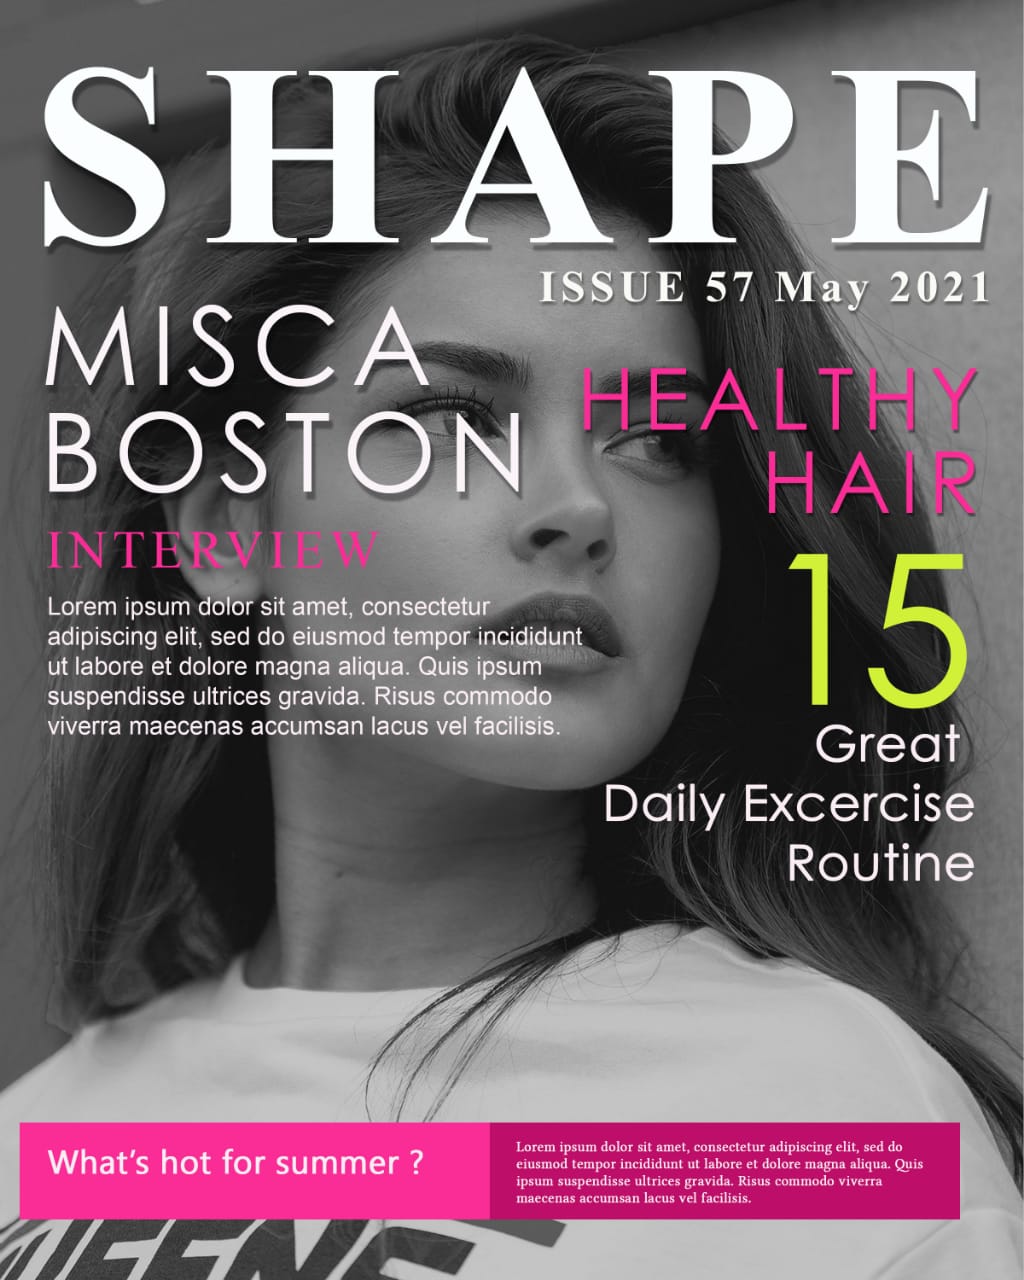 SHAPE
ISSUE 57 May 2021
MISCA
BOSTON
INTERVIEW
Lorem ipsum dolor sit amet, consectetur
adipiscing elit, sed do eiusmod tempor incididunt
ut labore et dolore magna aliqua. Quis ipsum
suspendisse ultrices gravida. Risus commodo
viverra maecenas accumsan lacus vel facilisis.
HEALTHY
HAIR
15
Great
Daily Excercise
Routine
What's hot for summer ?
Lorem ipsum dolor sit amet, consectetur adipiscing elit, sed do
eiusmod tempor incididunt ut labore et dolore magna aliqua. Quis
ipsum suspendisse ultrices gravida. Risus commodo viverra
maecenas accumsan lacus vel facilisis.